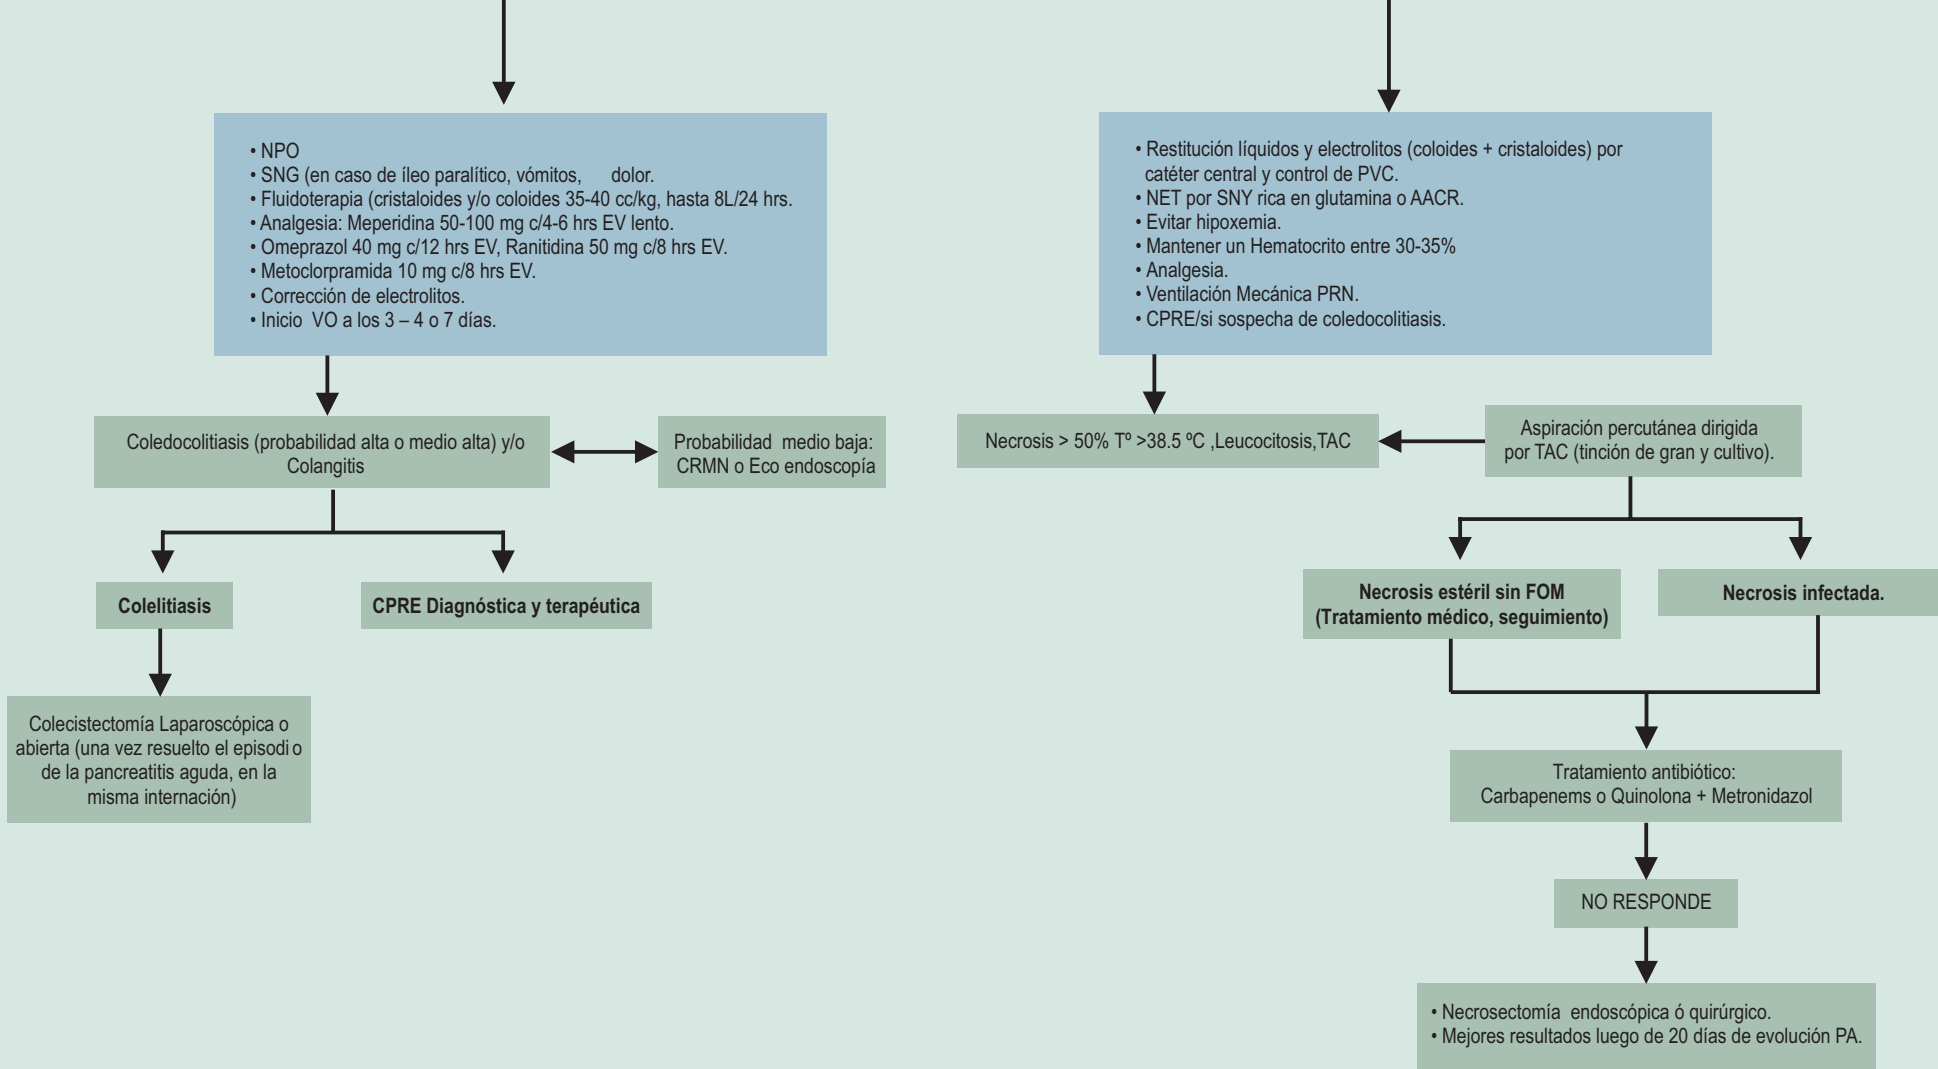 • NPO
• SNG (en caso de íleo paralítico, vómitos, dolor.
• Fluidoterapia (cristaloides y/o coloides 35-40 cc/kg, hasta 8L/24 hrs.
• Analgesia: Meperidina 50-100 mg c/4-6 hrs EV lento.
• Omeprazol 40 mg c/12 hrs EV, Ranitidina 50 mg c/8 hrs EV.
• Metoclorpramida 10 mg c/8 hrs EV.
• Corrección de electrolitos.
• Inicio VO a los 3 – 4 o 7 días.
Coledocolitiasis (probabilidad alta o medio alta) y/o
Colangitis
Probabilidad medio baja:
CRMN o Eco endoscopía
Colelitiasis
CPRE Diagnóstica y terapéutica
Colecistectomía Laparoscópica o
abierta (una vez resuelto el episodio
de la pancreatitis aguda, en la
misma internación)
• Restitución líquidos y electrolitos (coloides + cristaloides) por
catéter central y control de PVC.
• NET por SNY rica en glutamina o AACR.
• Evitar hipoxemia.
• Mantener un Hematocrito entre 30-35%
• Analgesia.
• Ventilación Mecánica PRN.
• CPRE/si sospecha de coledocolitiasis.
Necrosis > 50% Tº >38.5 ºC ,Leucocitosis,TAC
Aspiración percutánea dirigida
por TAC (tinción de gran y cultivo).
Necrosis estéril sin FOM
(Tratamiento médico, seguimiento)
Necrosis infectada.
Tratamiento antibiótico:
Carbapenems o Quinolona + Metronidazol
NO RESPONDE
• Necrosectomía endoscópica ó quirúrgico.
• Mejores resultados luego de 20 días de evolución PA.